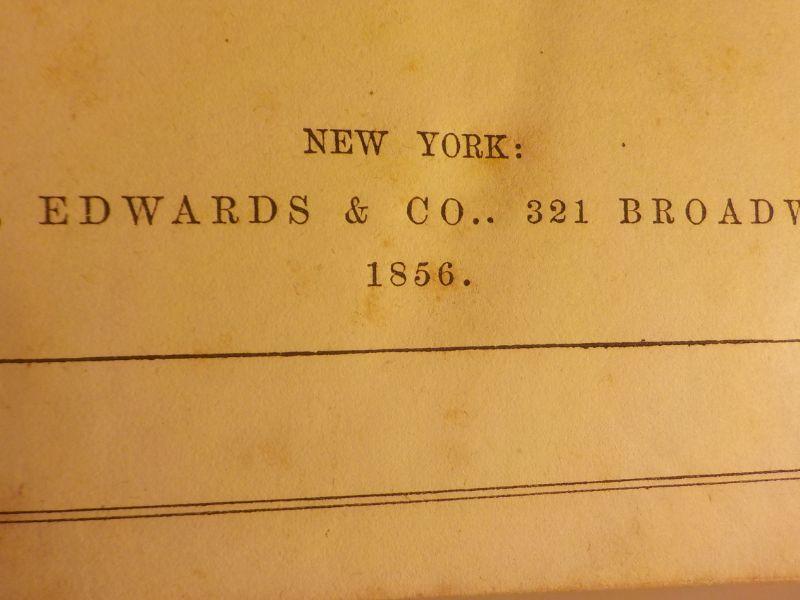 NEW YORK:
EDWARDS & CO.. 321 BROADW
1856.